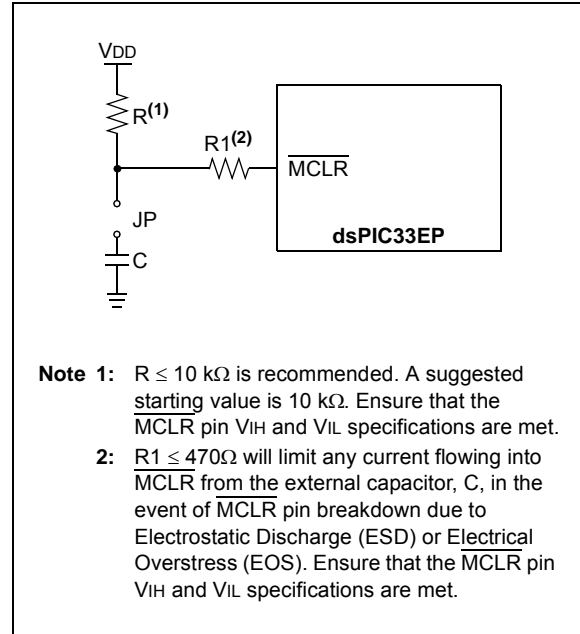 VDD
R(1)
R1(2)
MCLR
JP
dsPIC33EP
C
Note 1: R ≤ 10 kΩ is recommended. A suggested
starting value is 10 kΩ. Ensure that the
MCLR pin VIH and VIL specifications are met.
2: R1 ≤ 470Ω will limit any current flowing into
MCLR from the external capacitor, C, in the
event of MCLR pin breakdown due to
Electrostatic Discharge (ESD) or Electrical
Overstress (EOS). Ensure that the MCLR pin
VIH and VIL specifications are met.